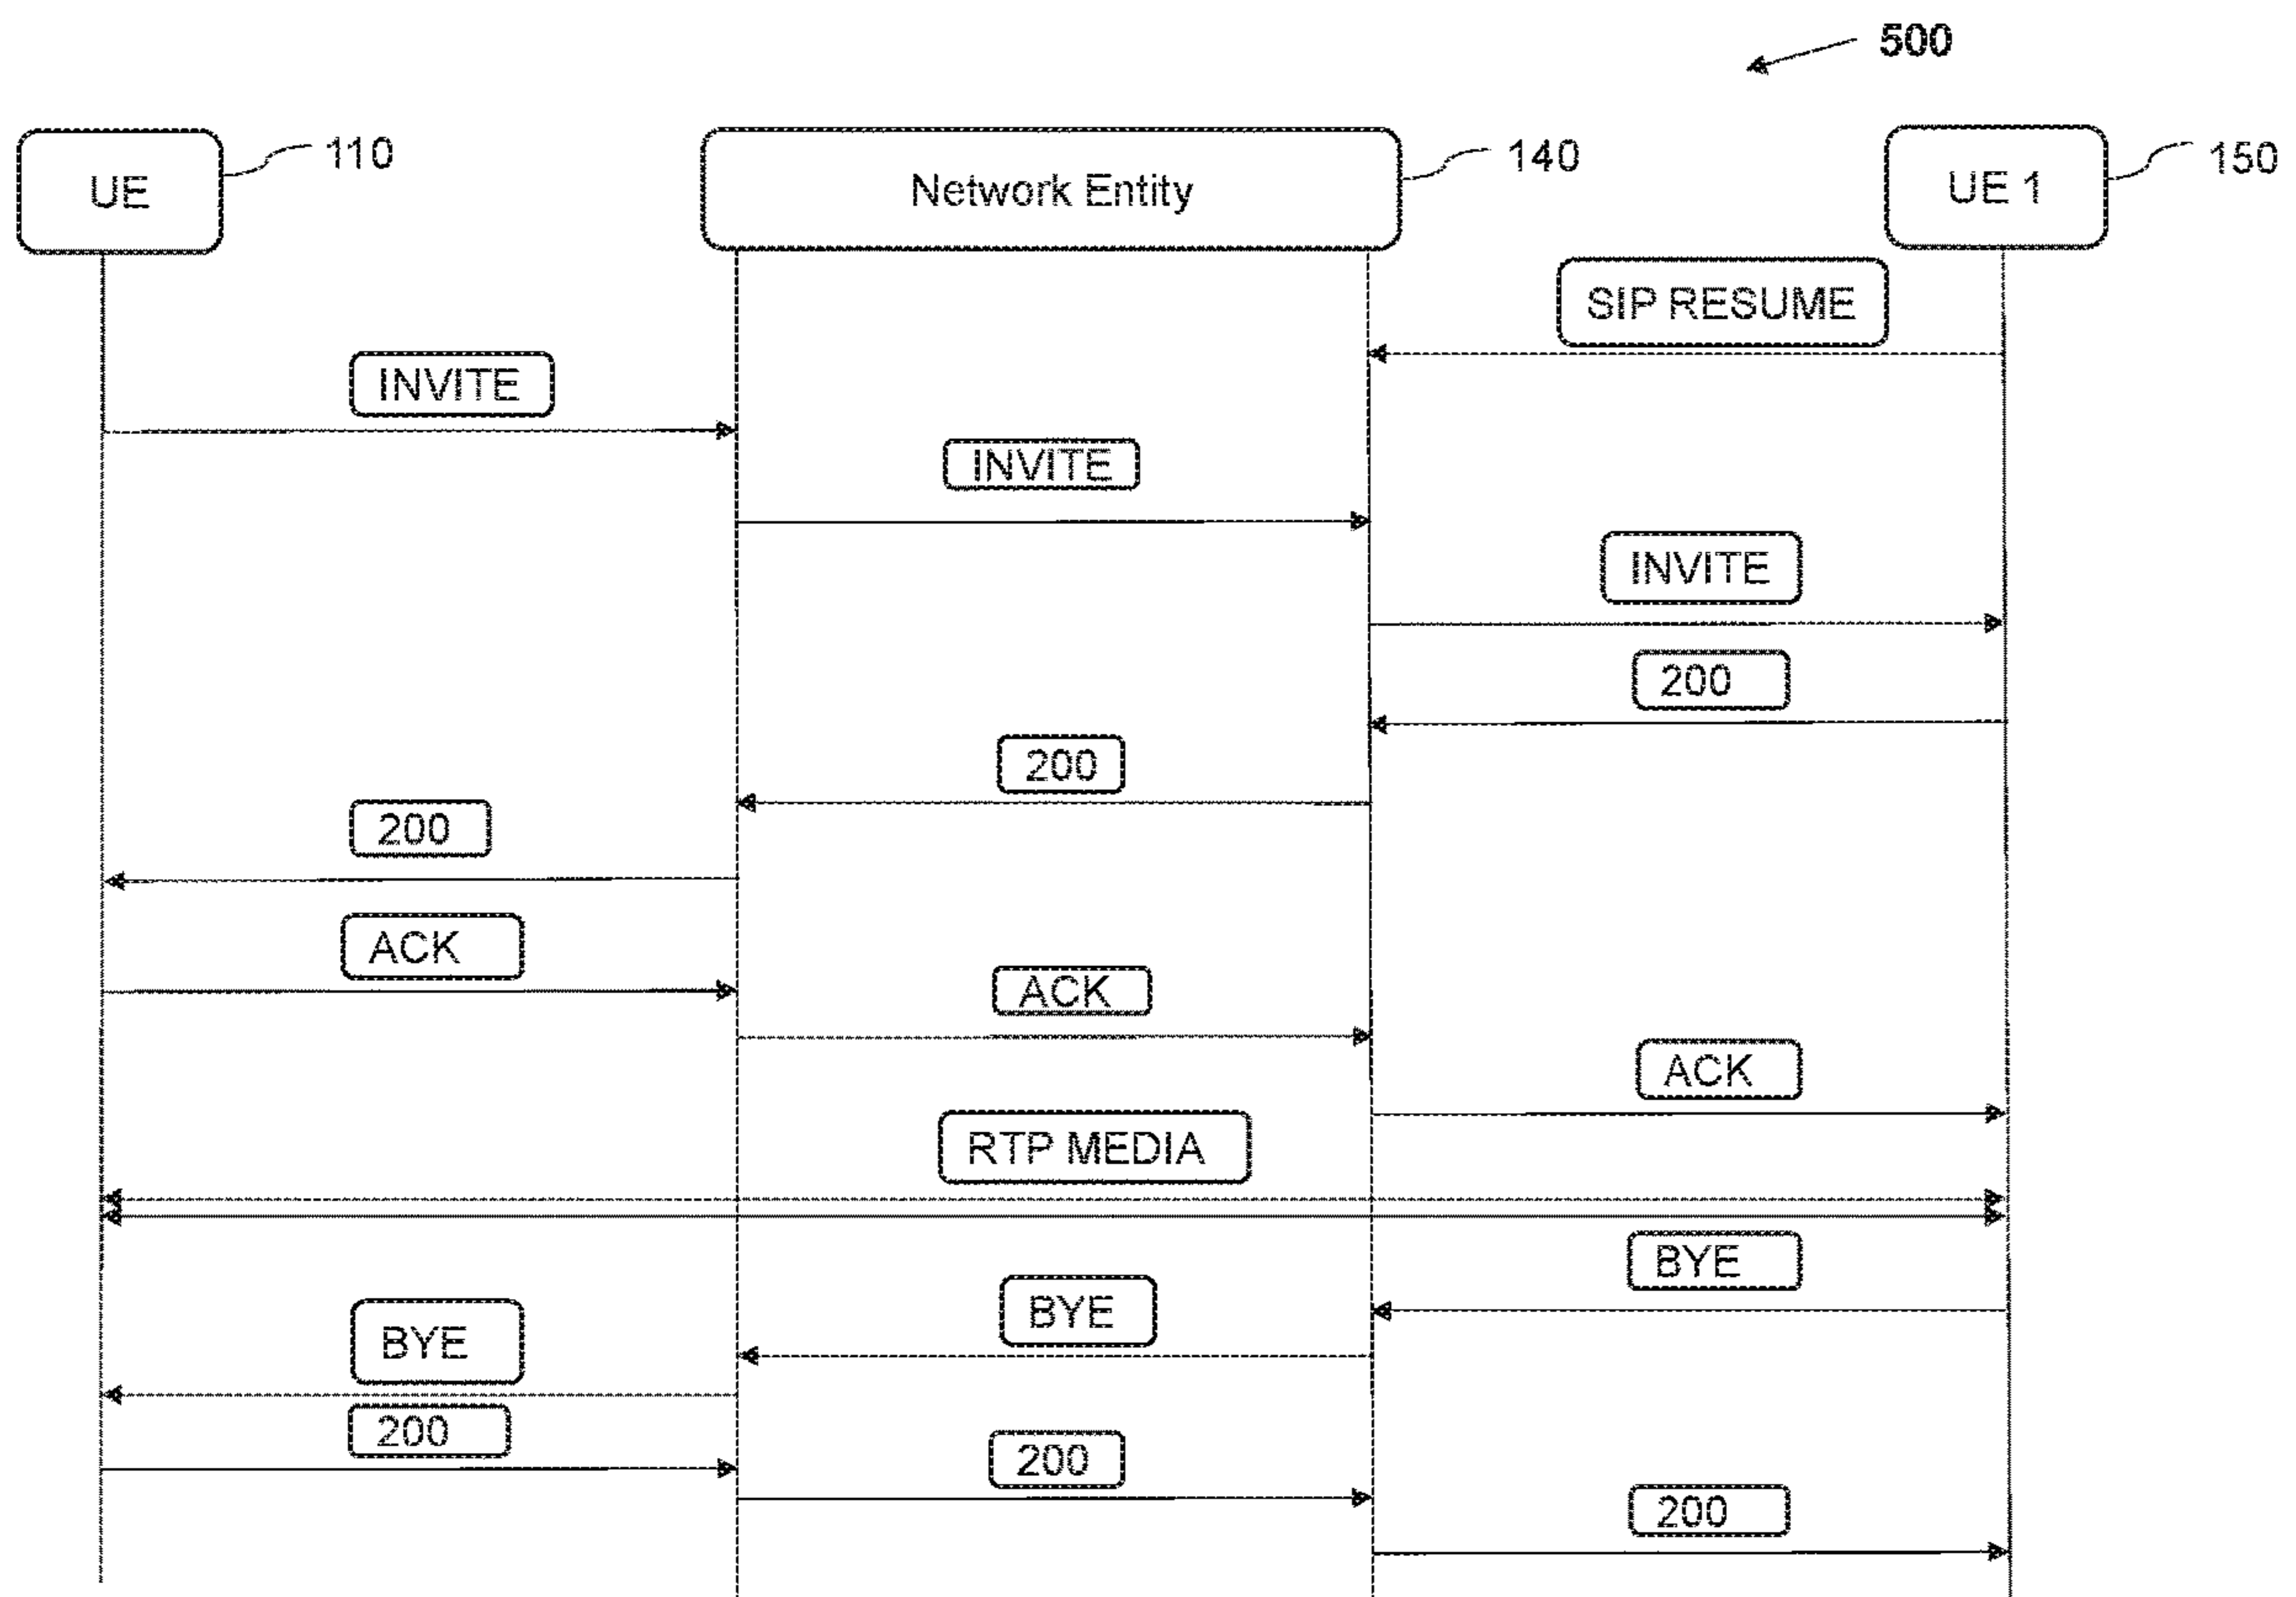 500
UE
110
Network Entity
140
UE 1
150
SIP RESUME
INVITE
INVITE
INVITE
200
200
200
ACK
ACK
ACK
RTP MEDIA
BYE
BYE
BYE
200
200
200